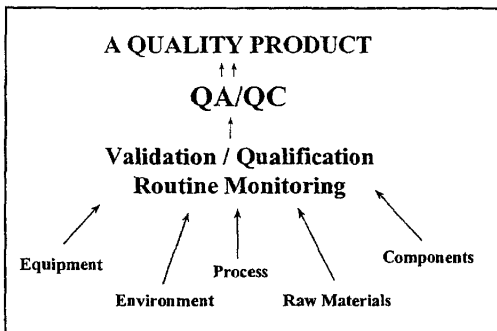 A QUALITY PRODUCT
QA/QC
Validation / Qualification
Routine Monitoring
Equipment
Environment
Process
Raw Materials
Components